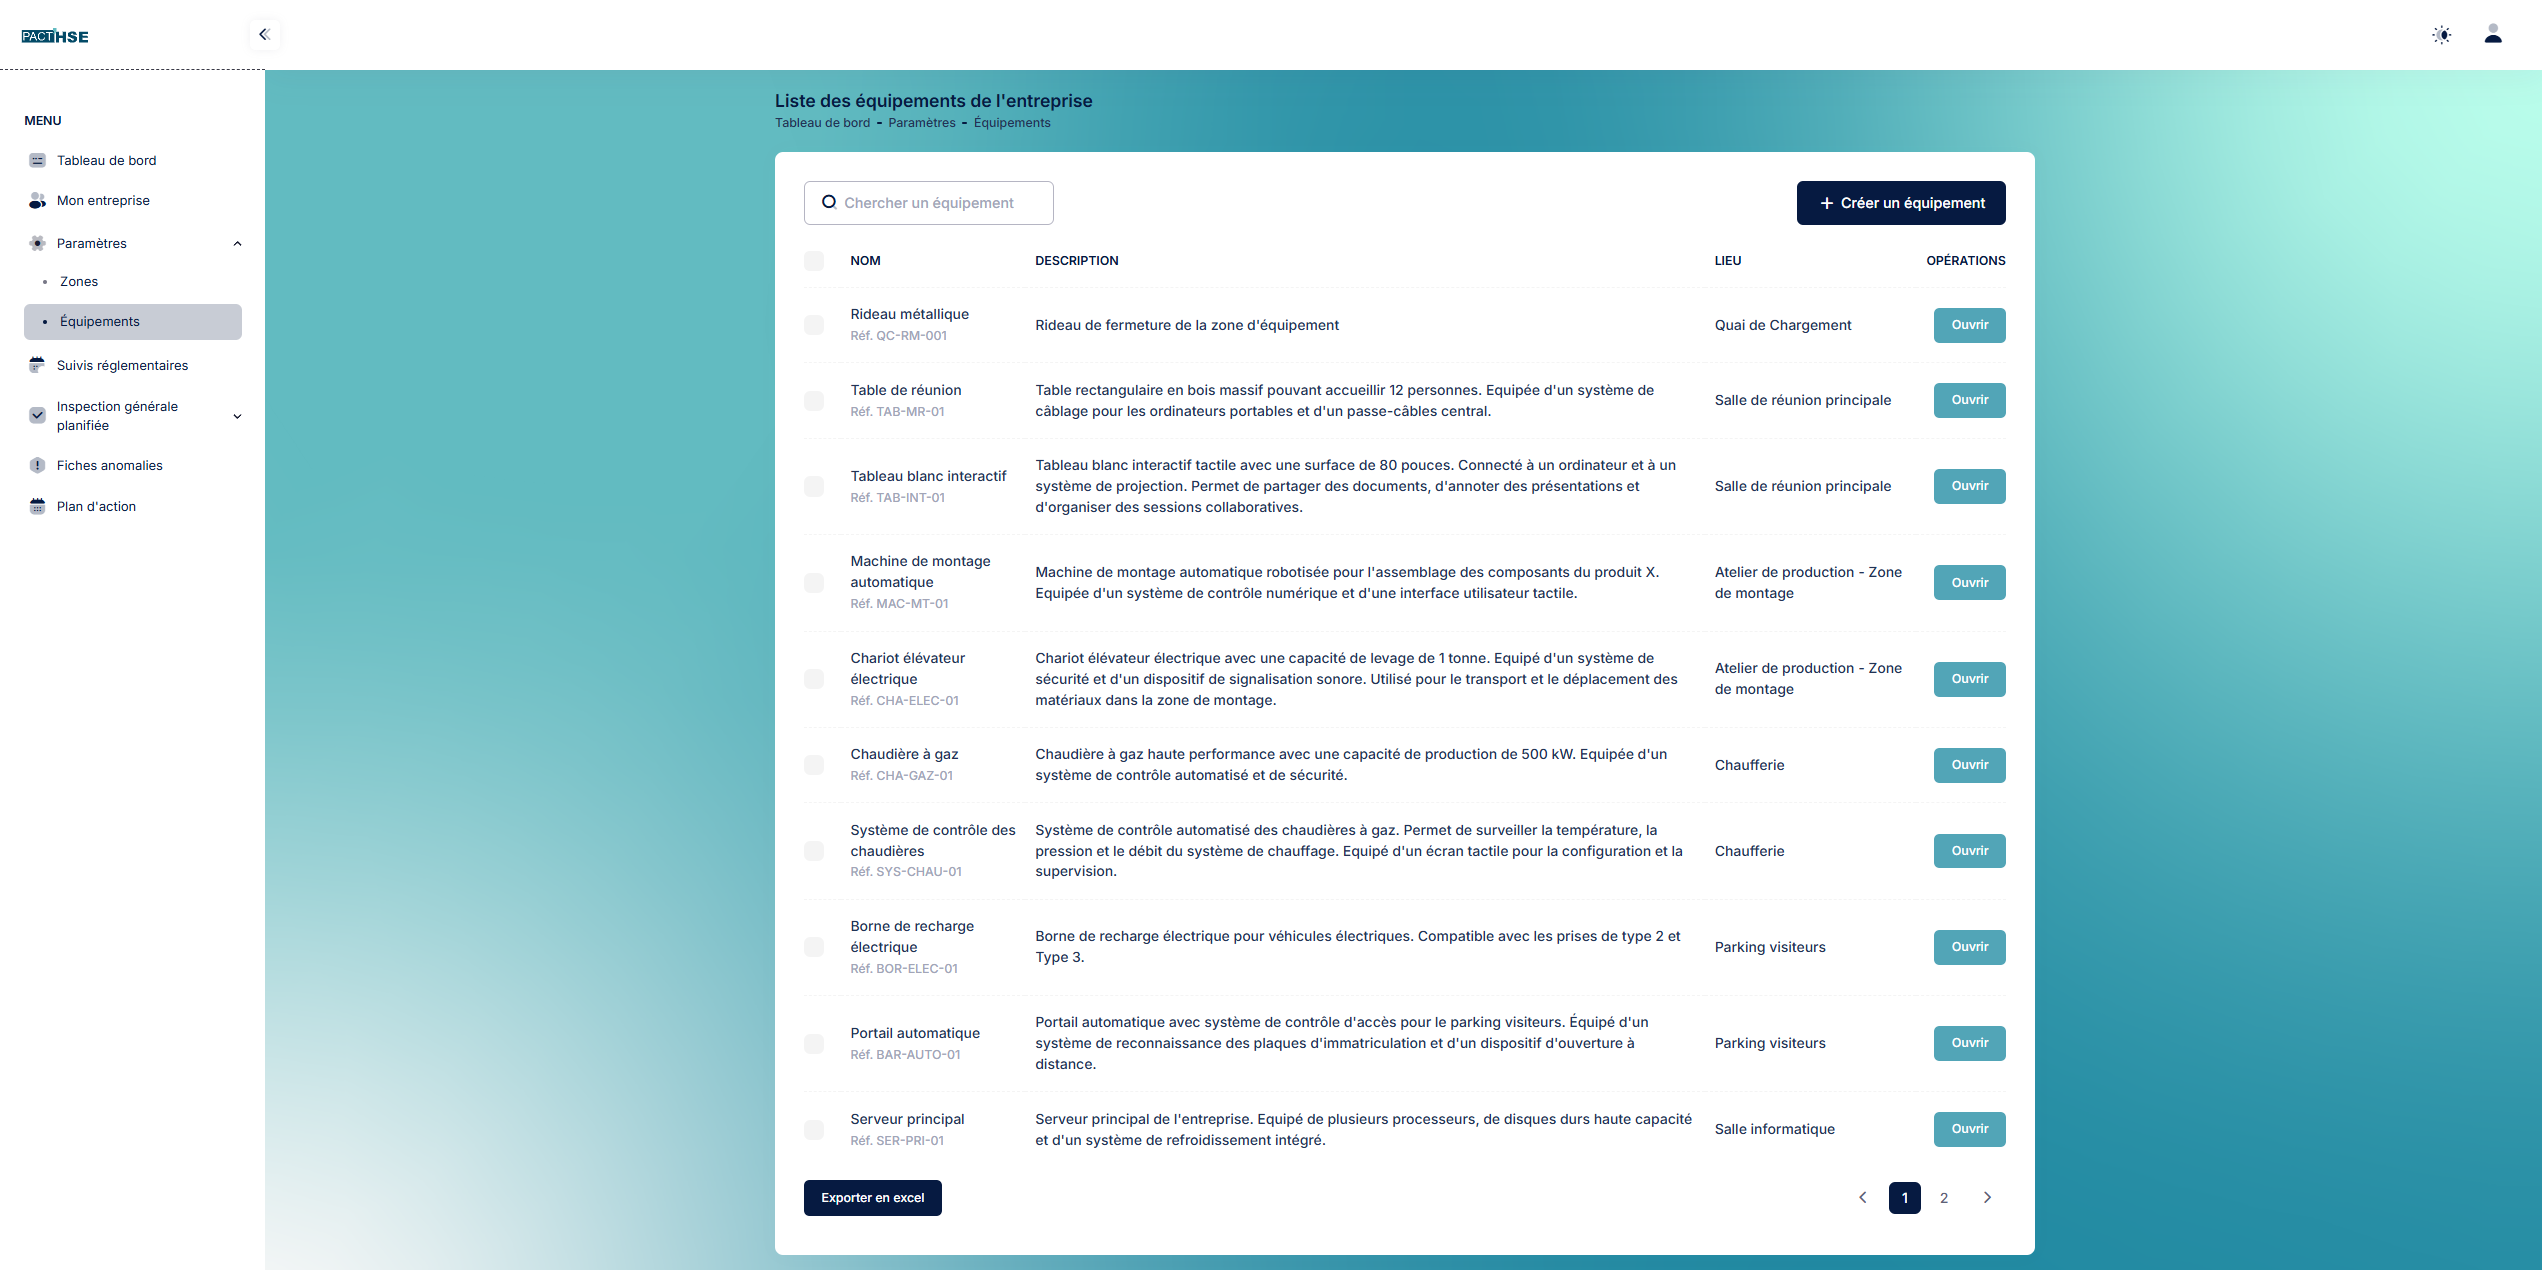 PACT HSE
MENU
Tableau de bord
Mon entreprise
Paramètres
Zones
Équipements
Suivis réglementaires
Inspection générale
planifiée
Fiches anomalies
Plan d'action
Liste des équipements de l'entreprise
Tableau de bord - Paramètres - Équipements
Chercher un équipement
+ Créer un équipement
NOM DESCRIPTION LIEU OPÉRATIONS
Rideau métallique
Réf. QC-RM-001
Rideau de fermeture de la zone d'équipement
Quai de Chargement
Ouvrir
Table de réunion
Réf. TAB-MR-01
Table rectangulaire en bois massif pouvant accueillir 12 personnes. Equipée d'un système de
câblage pour les ordinateurs portables et d'un passe-câbles central.
Salle de réunion principale
Ouvrir
Tableau blanc interactif
Réf. TAB-INT-01
Tableau blanc interactif tactile avec une surface de 80 pouces. Connecté à un ordinateur et à un
système de projection. Permet de partager des documents, d'annoter des présentations et
d'organiser des sessions collaboratives.
Salle de réunion principale
Ouvrir
Machine de montage
automatique
Réf. MAC-MT-01
Machine de montage automatique robotisée pour l'assemblage des composants du produit X.
Equipée d'un système de contrôle numérique et d'une interface utilisateur tactile.
Atelier de production - Zone
de montage
Ouvrir
Chariot élévateur
électrique
Réf. CHA-ELEC-01
Chariot élévateur électrique avec une capacité de levage de 1 tonne. Equipé d'un système de
sécurité et d'un dispositif de signalisation sonore. Utilisé pour le transport et le déplacement des
matériaux dans la zone de montage.
Atelier de production - Zone
de montage
Ouvrir
Chaudière à gaz
Réf. CHA-GAZ-01
Chaudière à gaz haute performance avec une capacité de production de 500 kW. Equipée d'un
système de contrôle automatisé et de sécurité.
Chaufferie
Ouvrir
Système de contrôle des
chaudières
Réf. SYS-CHAU-01
Système de contrôle automatisé des chaudières à gaz. Permet de surveiller la température, la
pression et le débit du système de chauffage. Equipé d'un écran tactile pour la configuration et la
supervision.
Chaufferie
Ouvrir
Borne de recharge
électrique
Réf. BOR-ELEC-01
Borne de recharge électrique pour véhicules électriques. Compatible avec les prises de type 2 et
Type 3.
Parking visiteurs
Ouvrir
Portail automatique
Réf. BAR-AUTO-01
Portail automatique avec système de contrôle d'accès pour le parking visiteurs. Équipé d'un
système de reconnaissance des plaques d'immatriculation et d'un dispositif d'ouverture à
distance.
Parking visiteurs
Ouvrir
Serveur principal
Réf. SER-PRI-01
Serveur principal de l'entreprise. Equipé de plusieurs processeurs, de disques durs haute capacité
et d'un système de refroidissement intégré.
Salle informatique
Ouvrir
Exporter en excel
1 2